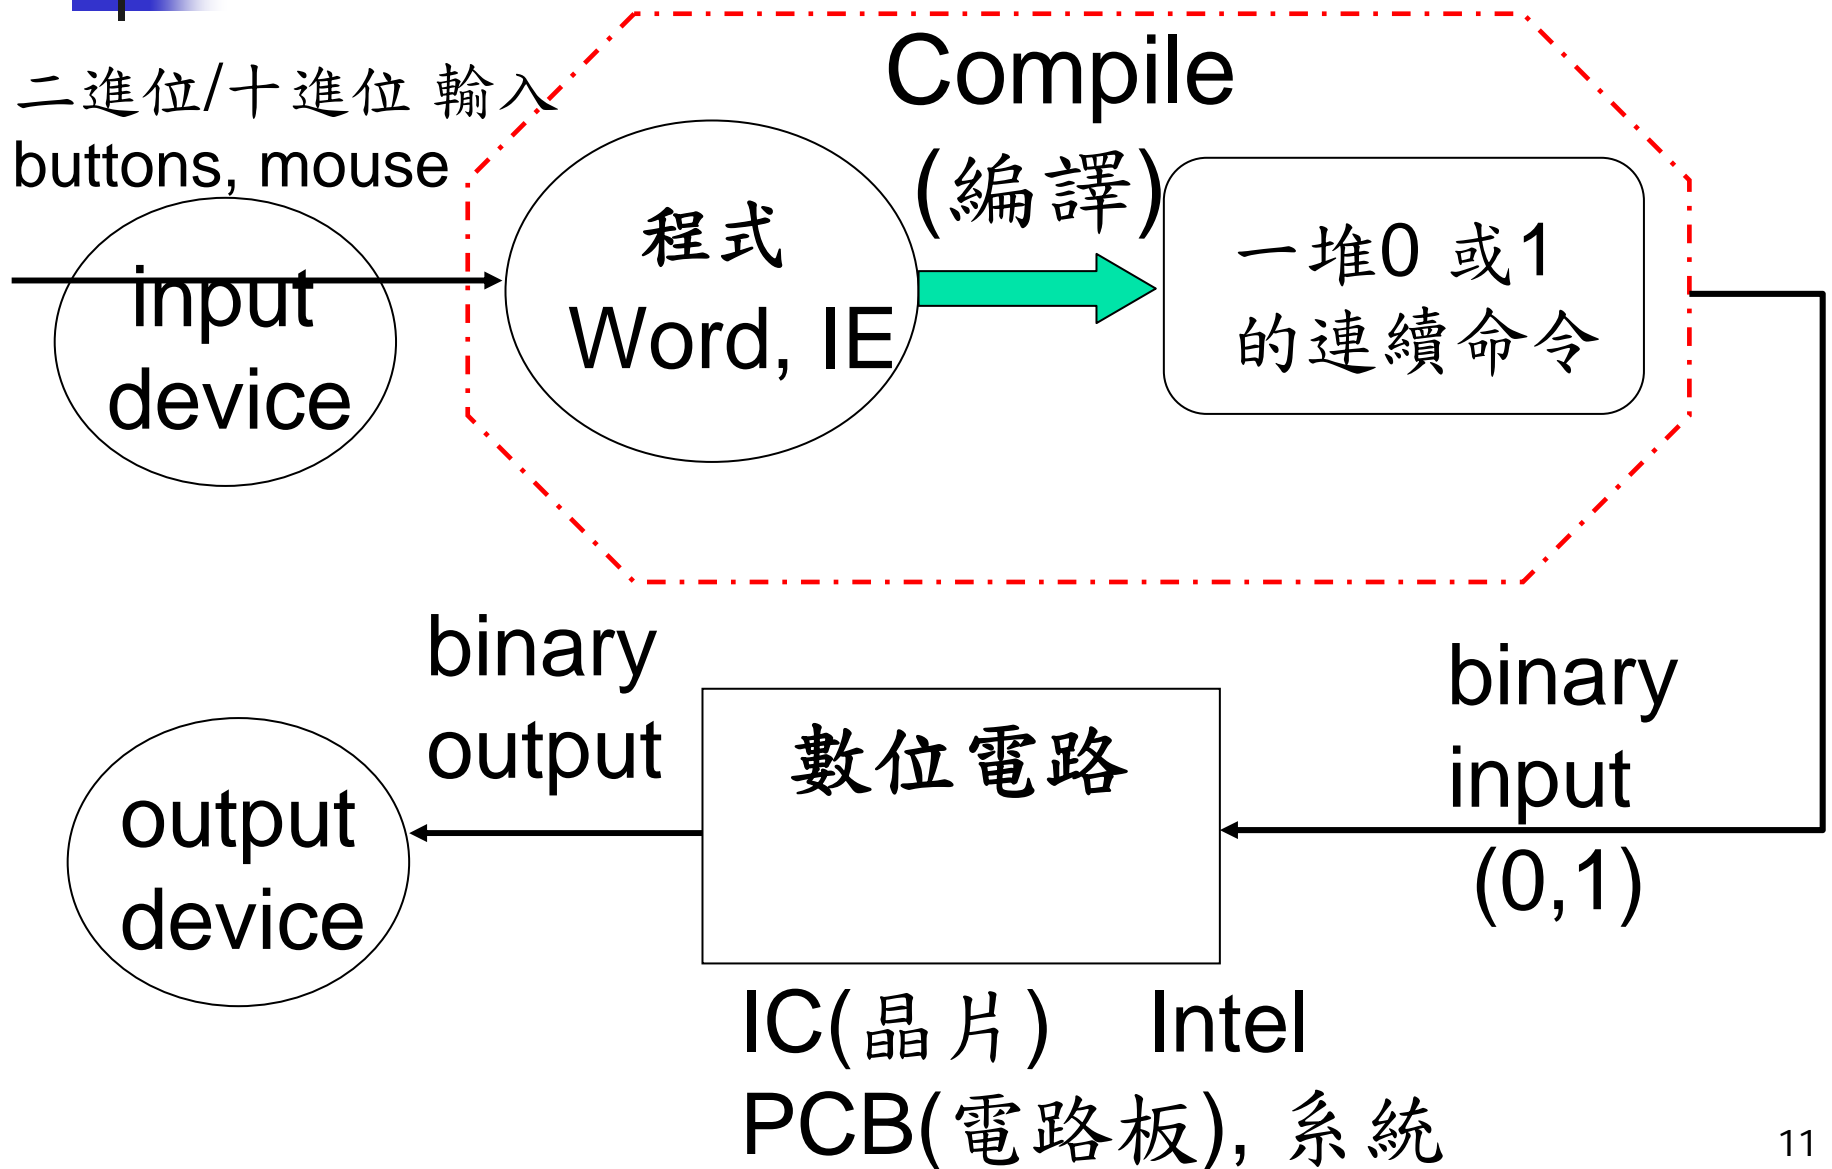 二進位/十進位 輸入
buttons, mouse
input
device
Compile
(編譯)
程式
Word, IE
一堆0 或1
的連續命令
binary
input
(0,1)
數位電路
binary
output
output
device
IC(晶片) Intel
PCB(電路板), 系統
11